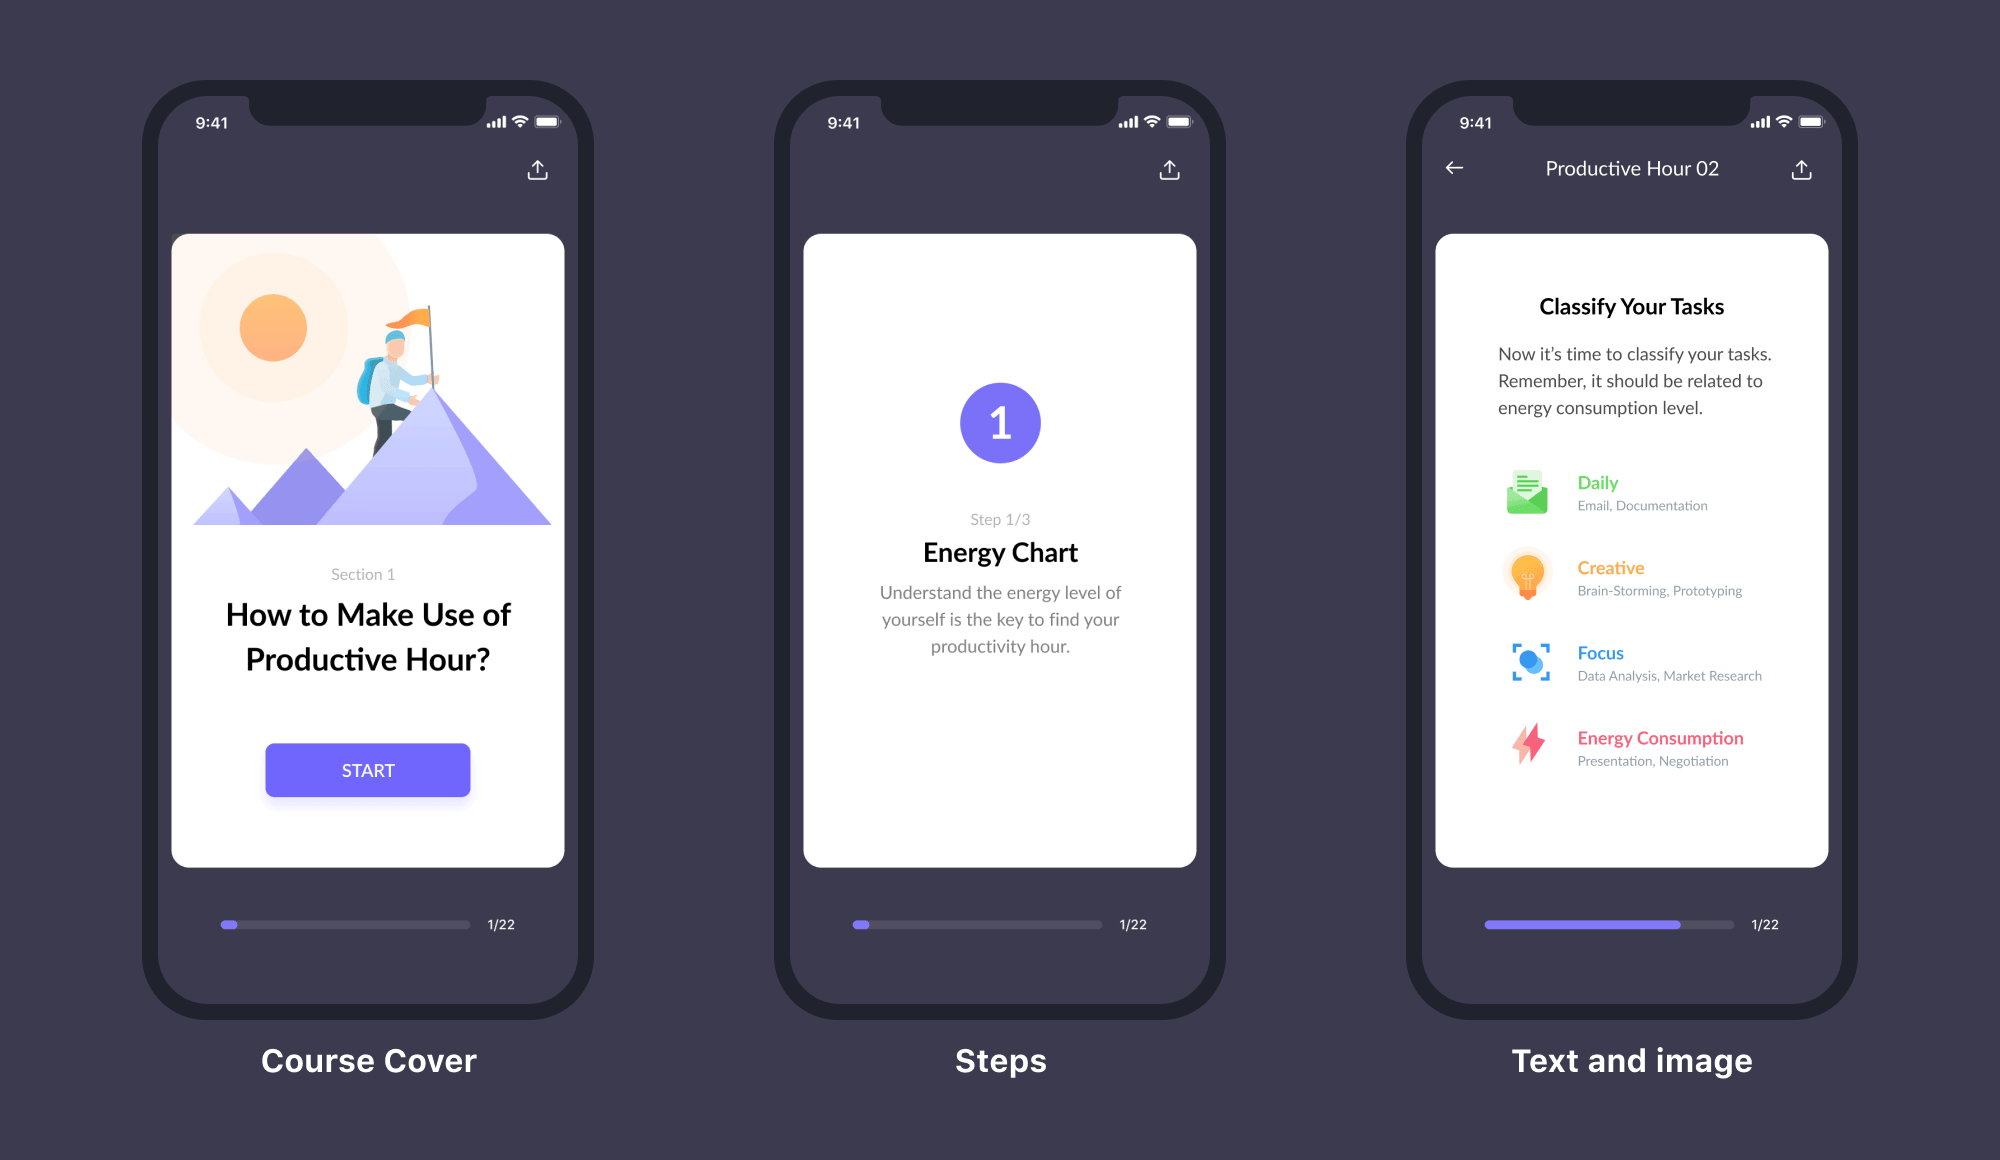 9:41
Section 1
How to Make Use of
Productive Hour?
START
1/22
Course Cover
9:41
1
Step 1/3
Energy Chart
Understand the energy level of
yourself is the key to find your
productivity hour.
1/22
Steps
9:41
Productive Hour 02
Classify Your Tasks
Now it’s time to classify your tasks.
Remember, it should be related to
energy consumption level.
Daily
Email, Documentation
Creative
Brain-Storming, Prototyping
Focus
Data Analysis, Market Research
Energy Consumption
Presentation, Negotiation
1/22
Text and image